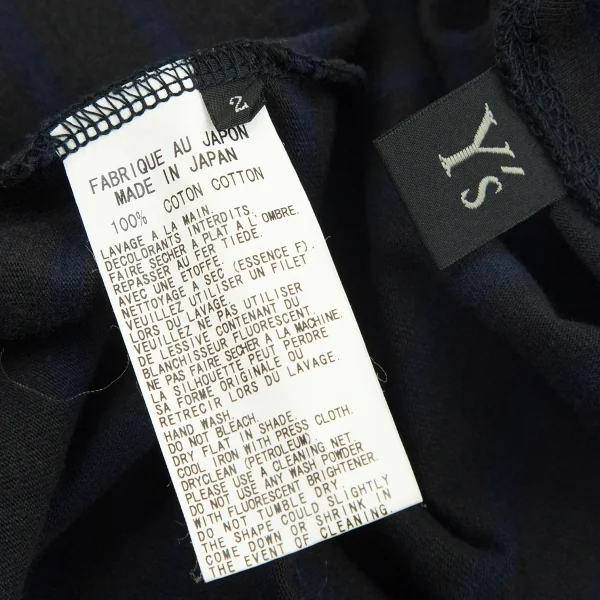 2
FABRIQUE AU JAPON
MADE IN JAPAN
100% COTON COTTON
LAVAGE A LA MAIN.
DÉCOLORANTS INTERDITS.
FAIRE SÉCHER A PLAT A L'OMBRE.
REPASSER AU FER TIÈDE.
AVEC UNE ÉTOFFE.
NETTOYAGE A SEC (ESSENCE F).
VEUILLEZ UTILISER UN FILET
LORS DU LAVAGE.
VEUILLEZ NE PAS UTILISER
DE LESSIVE CONTENANT DU
BLANCHISSEUR FLUORESCENT.
NE PAS FAIRE SÉCHER A LA MACHINE.
LA SILHOUETTE PEUT PERDRE
SA FORME ORIGINALE OU
RETRECIR LORS DU LAVAGE.
HAND WASH.
DO NOT BLEACH.
DRY FLAT IN SHADE.
COOL IRON WITH PRESS CLOTH.
DRYCLEAN (PETROLEUM)
PLEASE USE A CLEANING NET
DO NOT USE ANY WASH POWDER
WITH FLUORESCENT BRIGHTENER.
DO NOT TUMBLE DRY.
THE SHAPE COULD SLIGHTLY
COME DOWN OR SHRINK IN
THE EVENT OF CLEANING.
Y's